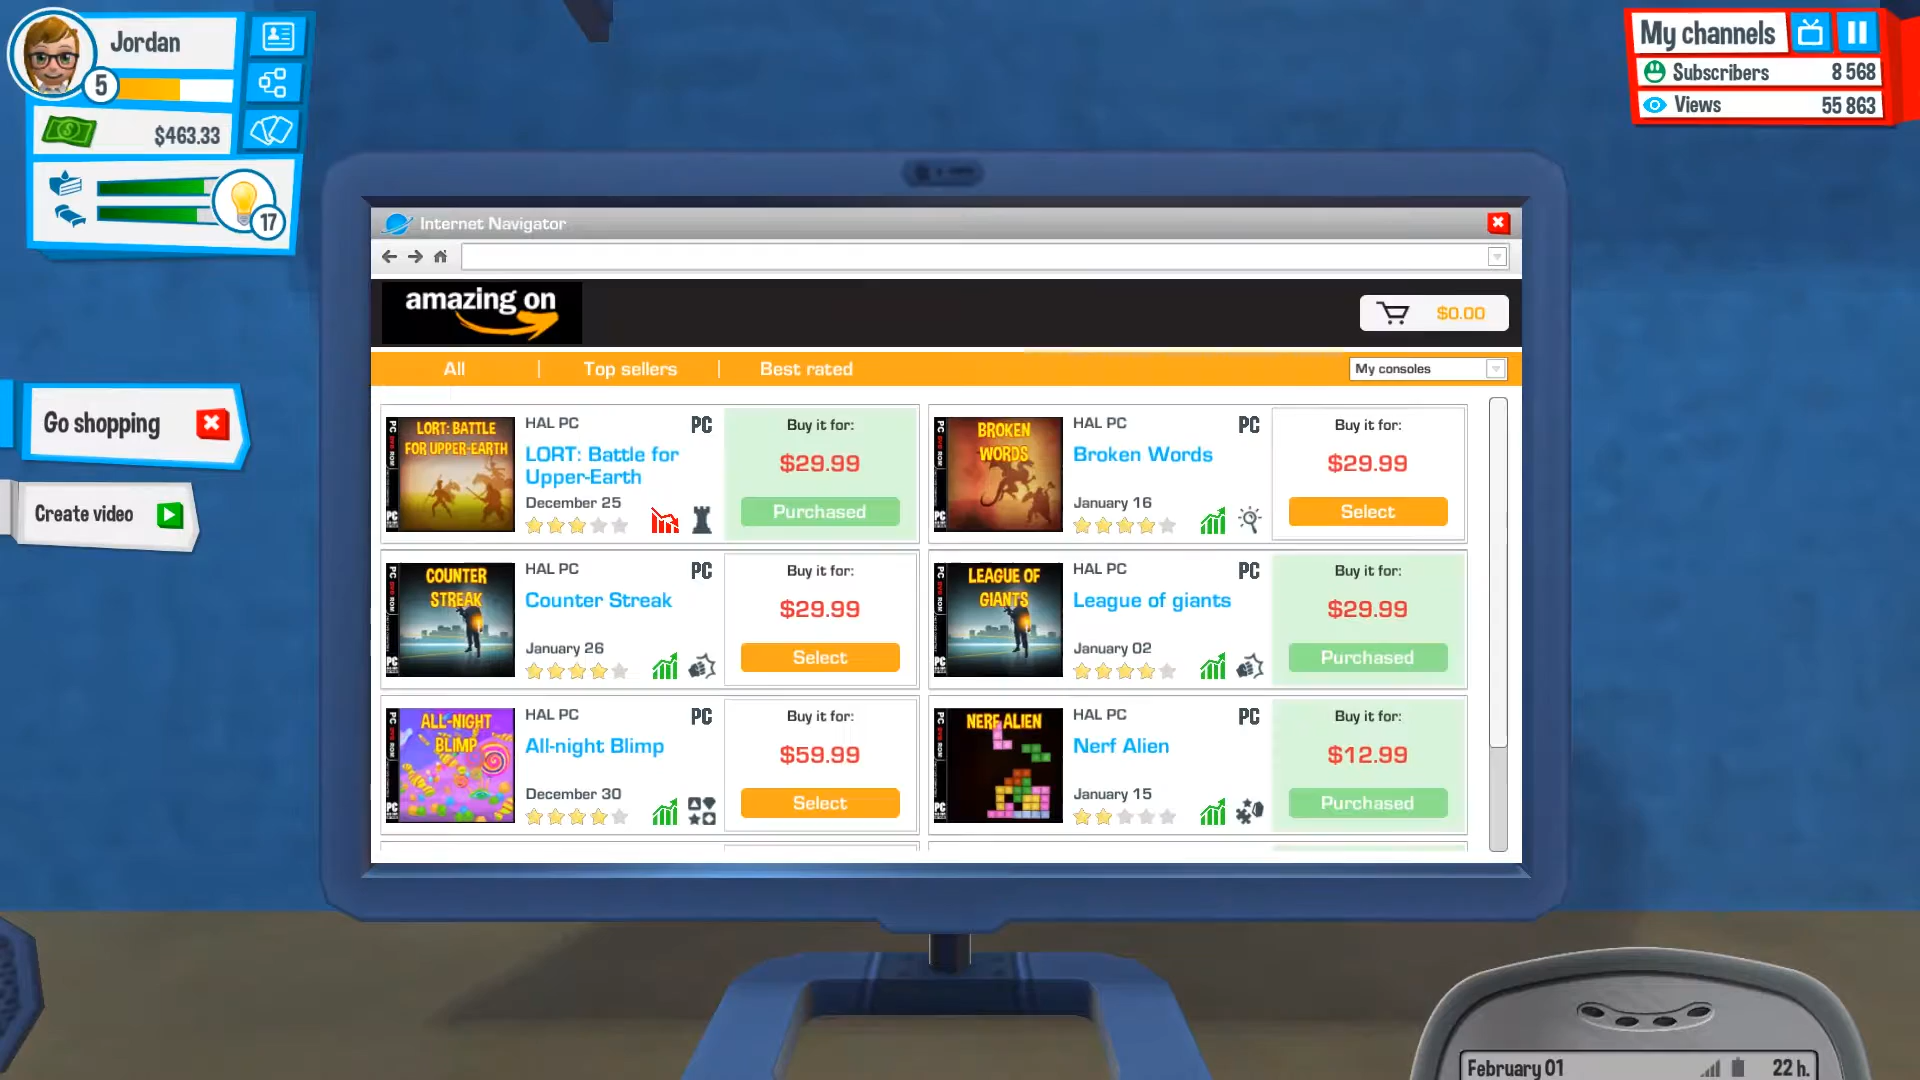 Jordan
5
$463.33
17
My channels
Subscribers 8 568
Views 55 863
Internet Navigator
amazing on
$0.00
All | Top sellers | Best rated
My consoles
Go shopping
Create video
LORT: BATTLE
FOR UPPER-EARTH
HAL PC
PC
LORT: Battle for
Upper-Earth
December 25
Buy it for:
$29.99
Purchased
BROKEN
WORDS
HAL PC
PC
Broken Words
January 16
Buy it for:
$29.99
Select
COUNTER
STREAK
HAL PC
PC
Counter Streak
January 26
Buy it for:
$29.99
Select
LEAGUE OF
GIANTS
HAL PC
PC
League of giants
January 02
Buy it for:
$29.99
Purchased
ALL-NIGHT
BLIMP
HAL PC
PC
All-night Blimp
December 30
Buy it for:
$59.99
Select
NERF ALIEN
HAL PC
PC
Nerf Alien
January 15
Buy it for:
$12.99
Purchased
February 01
22 h.